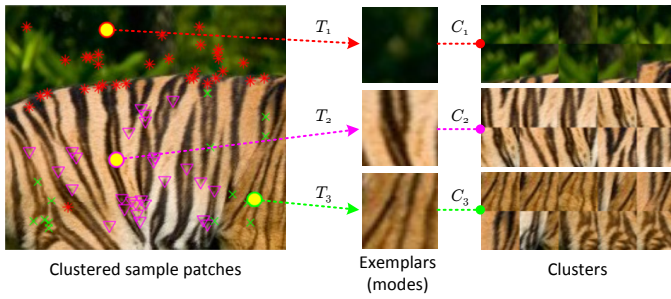 T₁ C₁
T₂ C₂
T₃ C₃
Clustered sample patches Exemplars Clusters
(modes)